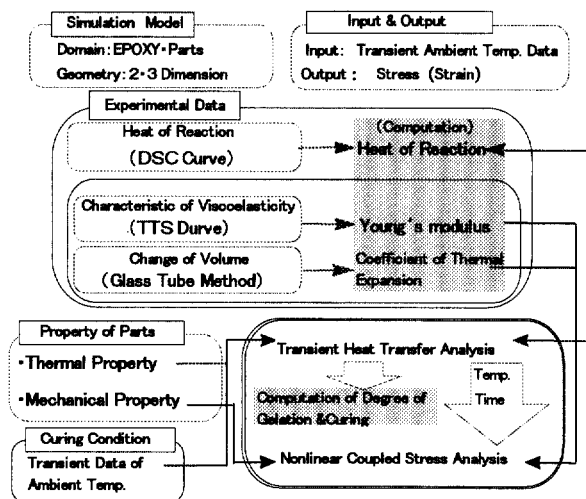 Simulation Model
Domain:EPOXY・Parts
Geometry:2・3 Dimension
Input & Output
Input: Transient Ambient Temp. Data
Output : Stress (Strain)
Experimental Data
Heat of Reaction
(DSC Curve)
(Computation)
Heat of Reaction
Characteristic of Viscoelasticity
(TTS Durve)
Young´s modulus
Change of Volume
(Glass Tube Method)
Coefficient of Thermal
Expansion
Property of Parts
・Thermal Property
・Mechanical Property
Curing Condition
Transient Data of
Ambient Temp.
Transient Heat Transfer Analysis
Temp.
Time
Computation of Degree of
Gelation &Curing
Nonlinear Coupled Stress Analysis